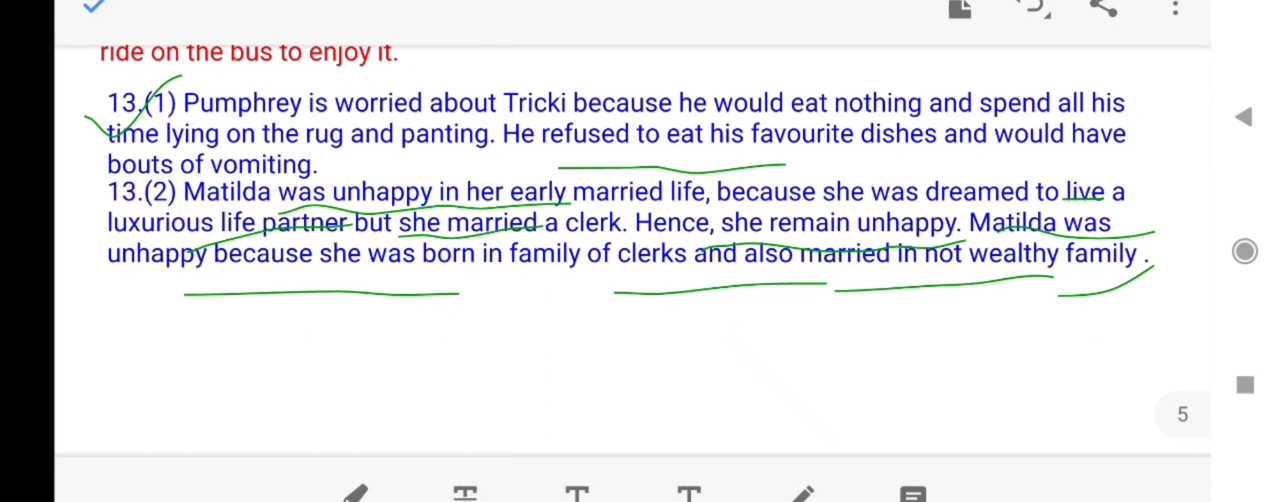 ride on the bus to enjoy it.
13.(1) Pumphrey is worried about Tricki because he would eat nothing and spend all his
time lying on the rug and panting. He refused to eat his favourite dishes and would have
bouts of vomiting.
13.(2) Matilda was unhappy in her early married life, because she was dreamed to live a
luxurious life partner but she married a clerk. Hence, she remain unhappy. Matilda was
unhappy because she was born in family of clerks and also married in not wealthy family .
5